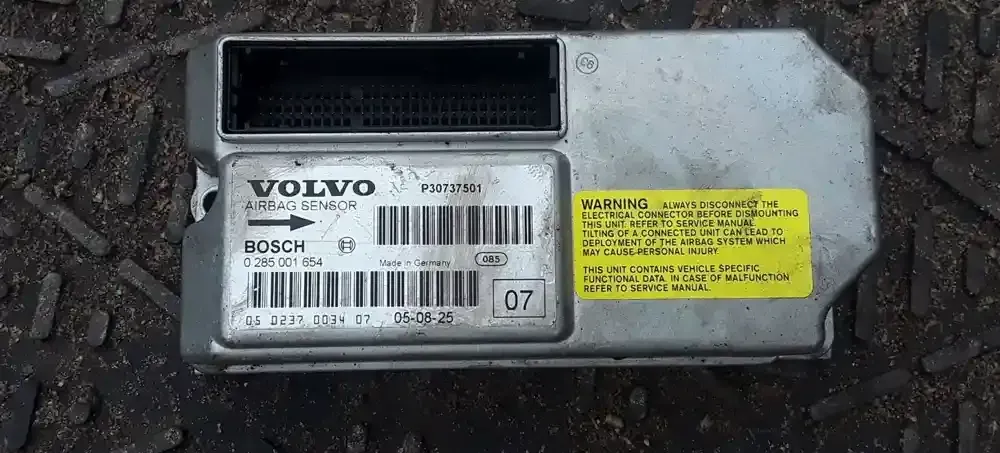 VOLVO
AIRBAG SENSOR
P30737501
BOSCH
0 285 001 654
Made in Germany
085
05 0237 0034 07
05-08-25
07
WARNING ALWAYS DISCONNECT THE
ELECTRICAL CONNECTOR BEFORE DISMOUNTING
THIS UNIT. REFER TO SERVICE MANUAL.
TILTING OF A CONNECTED UNIT CAN LEAD TO
DEPLOYMENT OF THE AIRBAG SYSTEM WHICH
MAY CAUSE PERSONAL INJURY.
THIS UNIT CONTAINS VEHICLE SPECIFIC
FUNCTIONAL DATA. IN CASE OF MALFUNCTION
REFER TO SERVICE MANUAL.